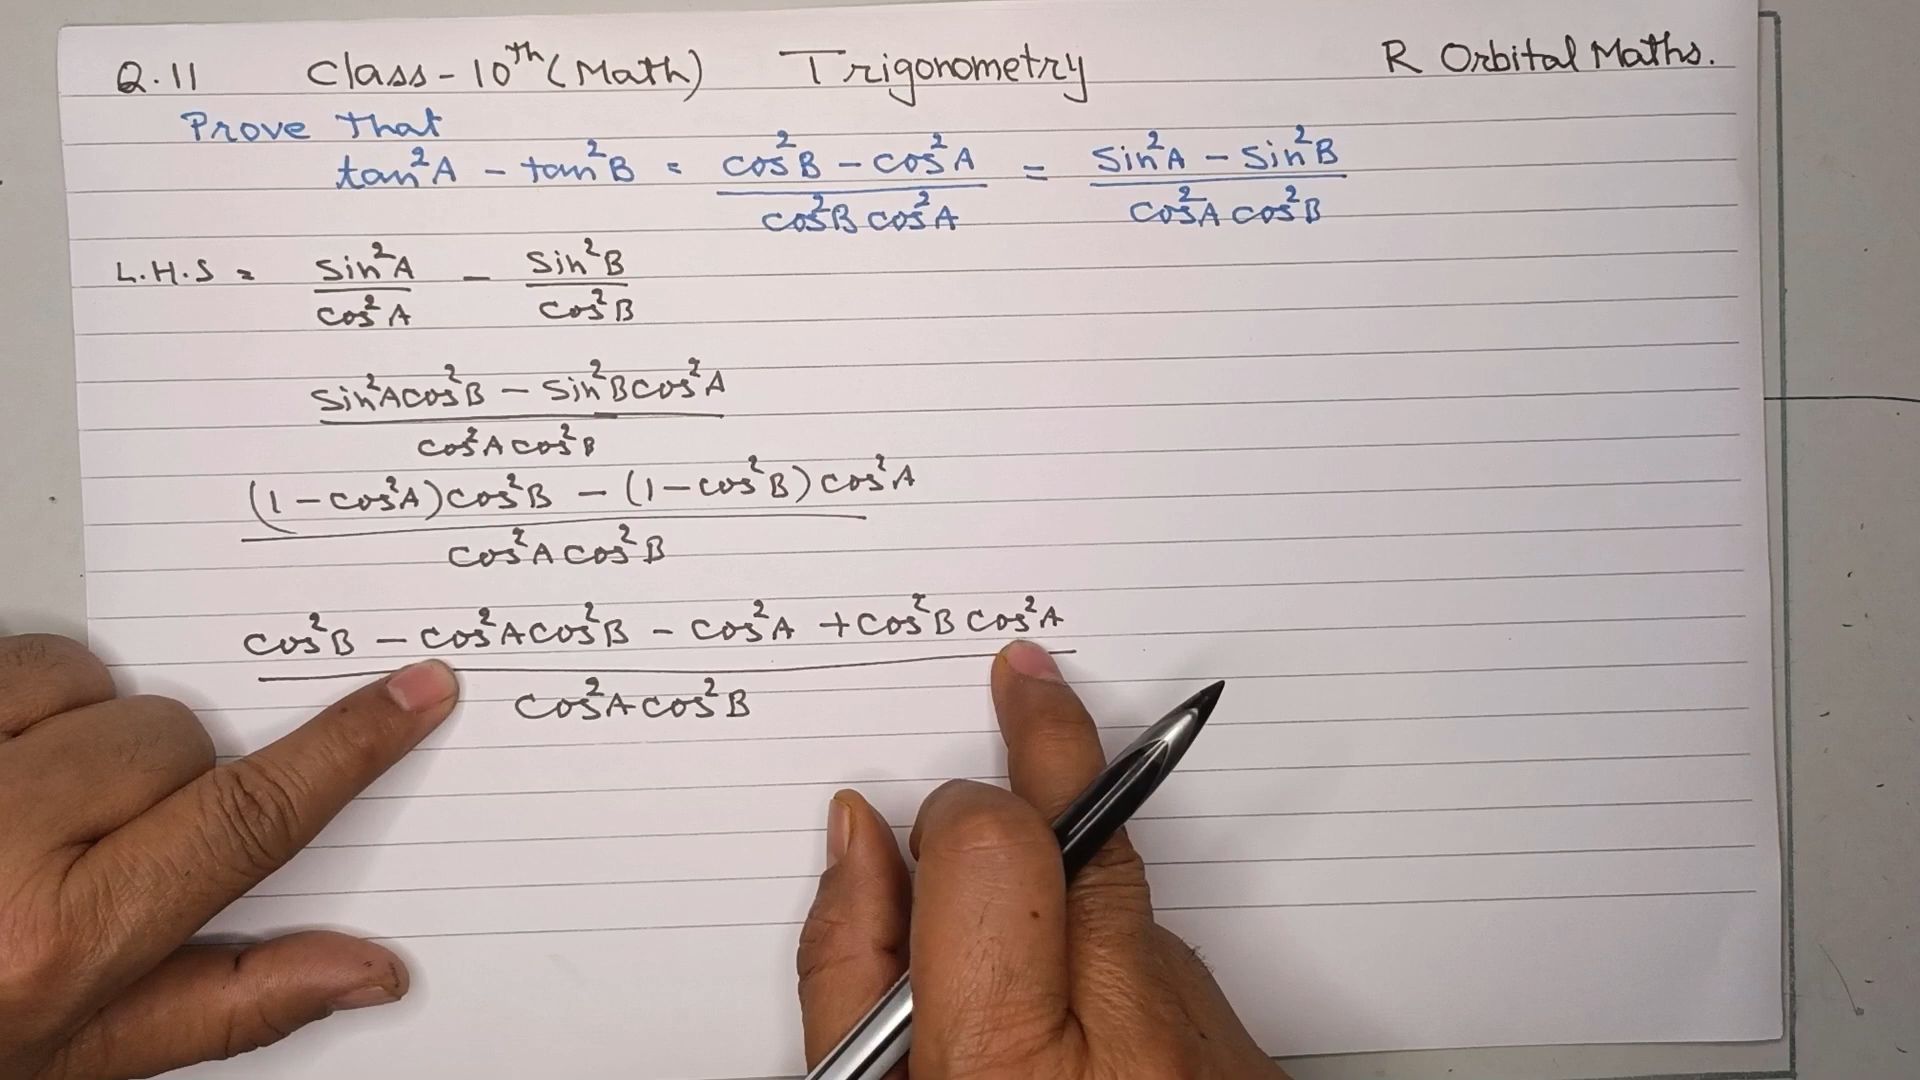 Q.11 Class-10th (Math) Trigonometry R Orbital Maths.
Prove that
tan²A - tan²B = (cos²B - cos²A)/(cos²B cos²A) = (Sin²A - Sin²B)/(cos²A cos²B)
L.H.S = Sin²A/cos²A - Sin²B/cos²B
(Sin²A cos²B - Sin²B cos²A)/(cos²A cos²B)
((1-cos²A)cos²B - (1-cos²B)cos²A)/(cos²A cos²B)
(cos²B - cos²A cos²B - cos²A + cos²B cos²A)/(cos²A cos²B)